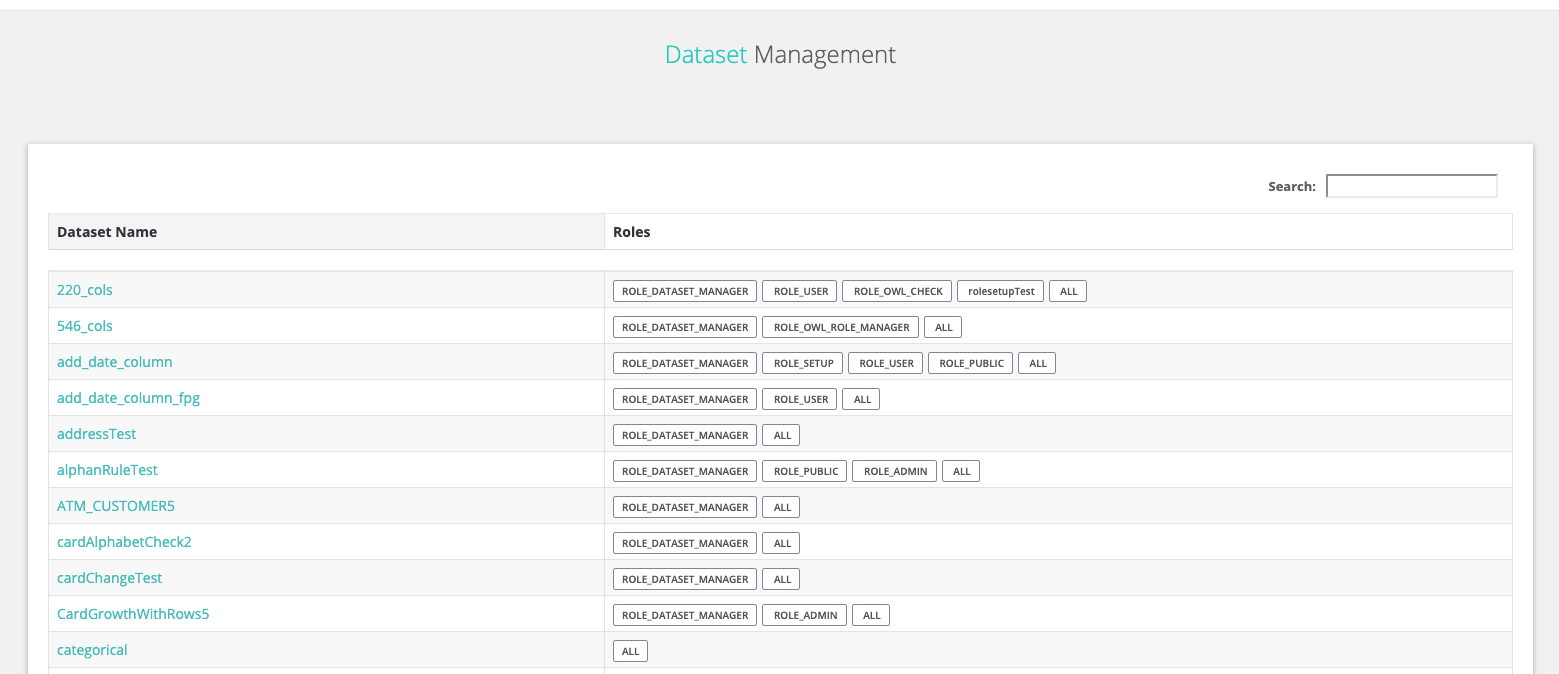 Dataset Management
Search:
Dataset Name Roles
220_cols ROLE_DATASET_MANAGER ROLE_USER ROLE_OWL_CHECK rolesetupTest ALL
546_cols ROLE_DATASET_MANAGER ROLE_OWL_ROLE_MANAGER ALL
add_date_column ROLE_DATASET_MANAGER ROLE_SETUP ROLE_USER ROLE_PUBLIC ALL
add_date_column_fpg ROLE_DATASET_MANAGER ROLE_USER ALL
addressTest ROLE_DATASET_MANAGER ALL
alphanRuleTest ROLE_DATASET_MANAGER ROLE_PUBLIC ROLE_ADMIN ALL
ATM_CUSTOMER5 ROLE_DATASET_MANAGER ALL
cardAlphabetCheck2 ROLE_DATASET_MANAGER ALL
cardChangeTest ROLE_DATASET_MANAGER ALL
CardGrowthWithRows5 ROLE_DATASET_MANAGER ROLE_ADMIN ALL
categorical ALL